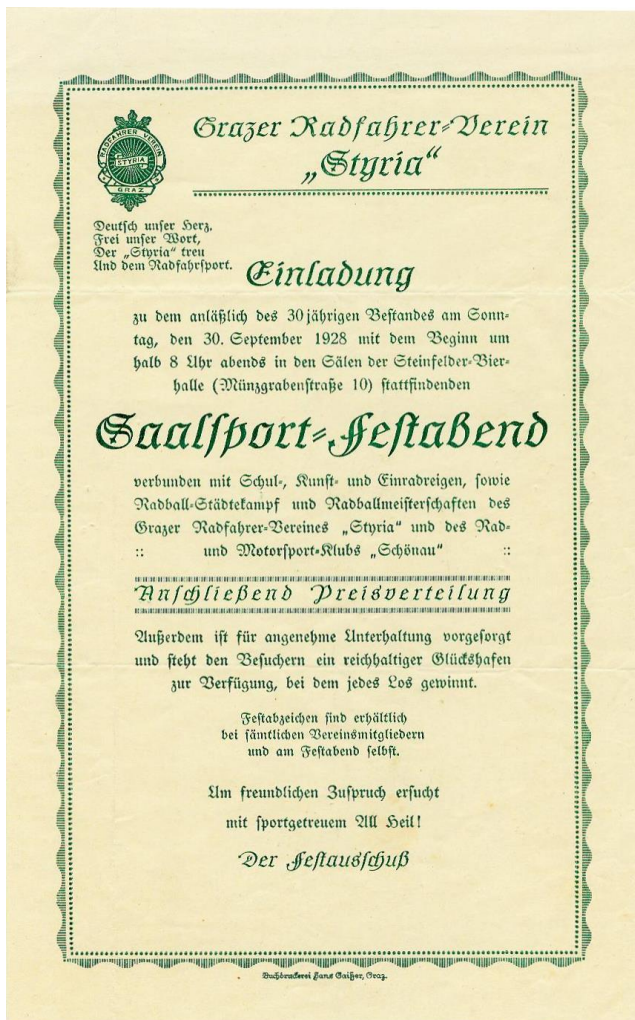 Grazer Radfahrer-Verein
„Styria“
RADFAHRER VEREIN
STYRIA
GRAZ
Deutsch unser Herz,
Frei unser Wort,
Der „Styria“ treu
Und dem Radfahrsport.
Einladung
zu dem anläßlich des 30jährigen Bestandes am Sonn-
tag, den 30. September 1928 mit dem Beginn um
halb 8 Uhr abends in den Sälen der Steinfelder-Bier-
halle (Münzgrabenstraße 10) stattfindenden
Saalsport-Festabend
verbunden mit Schul-, Kunst- und Einradreigen, sowie
Radball-Städtekampf und Radballmeisterschaften des
Grazer Radfahrer-Vereines „Styria“ und des Rad-
:: und Motorsport-Klubs „Schönau“ ::
Anschließend Preisverteilung
Außerdem ist für angenehme Unterhaltung vorgesorgt
und steht den Besuchern ein reichhaltiger Glückshafen
zur Verfügung, bei dem jedes Los gewinnt.
Festabzeichen sind erhältlich
bei sämtlichen Vereinsmitgliedern
und am Festabend selbst.
Um freundlichen Zuspruch ersucht
mit sportgetreuem All Heil!
Der Festausschuß
Buchdruckerei Hans Gaißer, Graz.